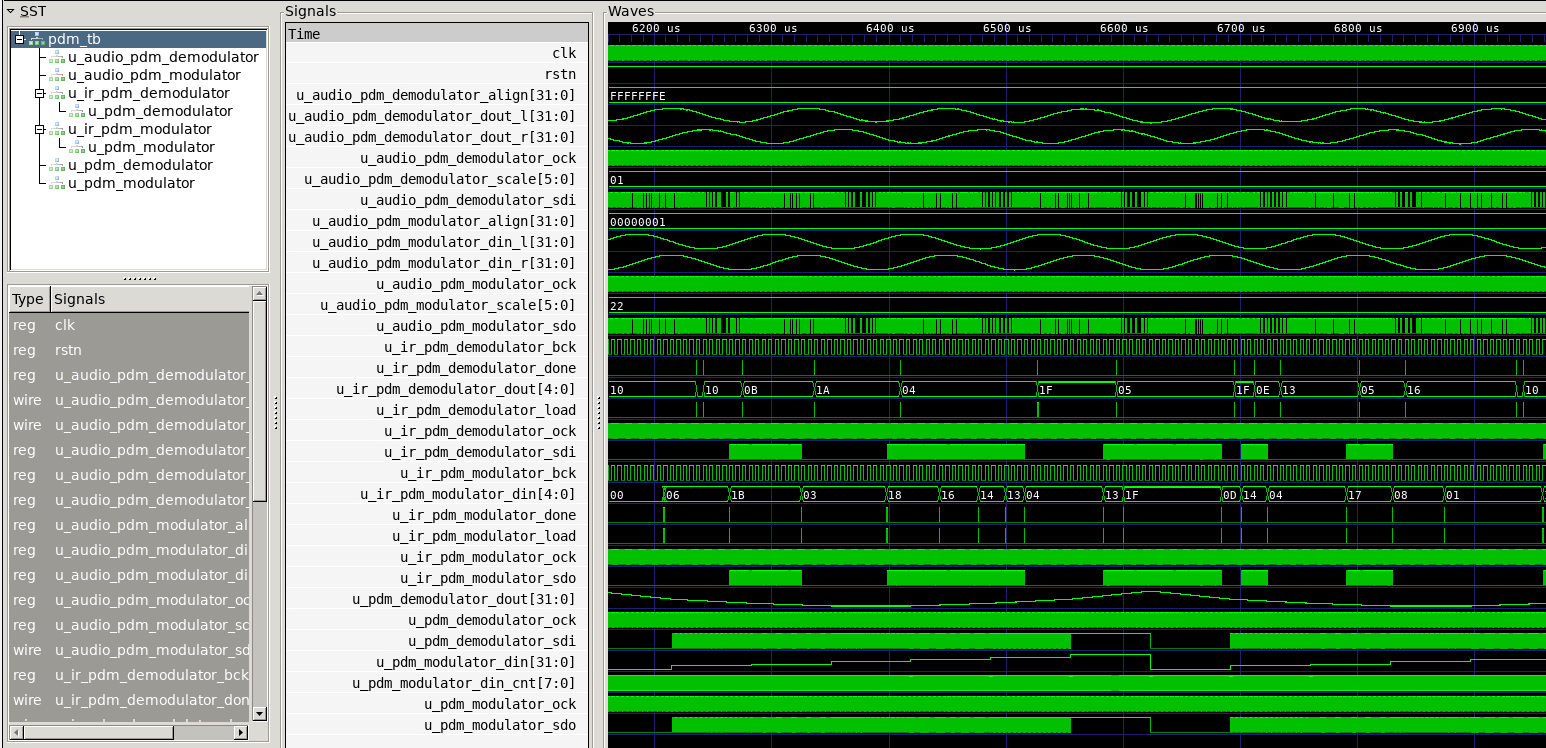 SST
pdm_tb
u_audio_pdm_demodulator
u_audio_pdm_modulator
u_ir_pdm_demodulator
u_pdm_demodulator
u_ir_pdm_modulator
u_pdm_modulator
u_pdm_demodulator
u_pdm_modulator
Type Signals
reg clk
reg rstn
reg u_audio_pdm_demodulator_
wire u_audio_pdm_demodulator_
wire u_audio_pdm_demodulator_
reg u_audio_pdm_demodulator_
reg u_audio_pdm_demodulator_
reg u_audio_pdm_demodulator_
reg u_audio_pdm_modulator_al
reg u_audio_pdm_modulator_di
reg u_audio_pdm_modulator_di
reg u_audio_pdm_modulator_oc
reg u_audio_pdm_modulator_sc
wire u_audio_pdm_modulator_sd
reg u_ir_pdm_demodulator_bck
wire u_ir_pdm_demodulator_don
Signals
Time
clk
rstn
u_audio_pdm_demodulator_align[31:0]
u_audio_pdm_demodulator_dout_l[31:0]
u_audio_pdm_demodulator_dout_r[31:0]
u_audio_pdm_demodulator_ock
u_audio_pdm_demodulator_scale[5:0]
u_audio_pdm_demodulator_sdi
u_audio_pdm_modulator_align[31:0]
u_audio_pdm_modulator_din_l[31:0]
u_audio_pdm_modulator_din_r[31:0]
u_audio_pdm_modulator_ock
u_audio_pdm_modulator_scale[5:0]
u_audio_pdm_modulator_sdo
u_ir_pdm_demodulator_bck
u_ir_pdm_demodulator_done
u_ir_pdm_demodulator_dout[4:0]
u_ir_pdm_demodulator_load
u_ir_pdm_demodulator_ock
u_ir_pdm_demodulator_sdi
u_ir_pdm_modulator_bck
u_ir_pdm_modulator_din[4:0]
u_ir_pdm_modulator_done
u_ir_pdm_modulator_load
u_ir_pdm_modulator_ock
u_ir_pdm_modulator_sdo
u_pdm_demodulator_dout[31:0]
u_pdm_demodulator_ock
u_pdm_demodulator_sdi
u_pdm_modulator_din[31:0]
u_pdm_modulator_din_cnt[7:0]
u_pdm_modulator_ock
u_pdm_modulator_sdo
Waves
6200 us 6300 us 6400 us 6500 us 6600 us 6700 us 6800 us 6900 us
FFFFFFFE
01
00000001
22
10 10 0B 1A 04 1F 05 1F 0E 13 05 16 10
00 06 1B 03 18 16 14 13 04 13 1F 0D 14 04 17 08 01